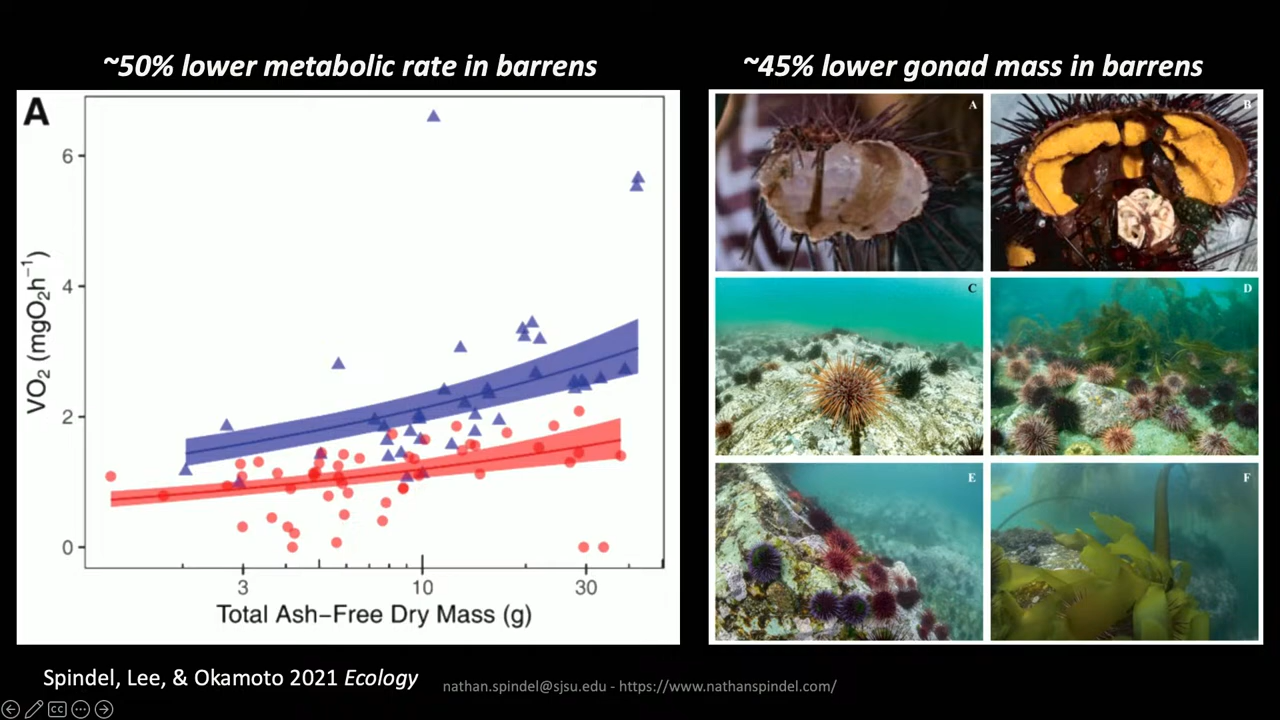 ~50% lower metabolic rate in barrens
~45% lower gonad mass in barrens
A
6
4
2
0
VO2 (mgO2h−1)
3
10
30
Total Ash−Free Dry Mass (g)
A
B
C
D
E
F
Spindel, Lee, & Okamoto 2021 Ecology
nathan.spindel@sjsu.edu - https://www.nathanspindel.com/
CC